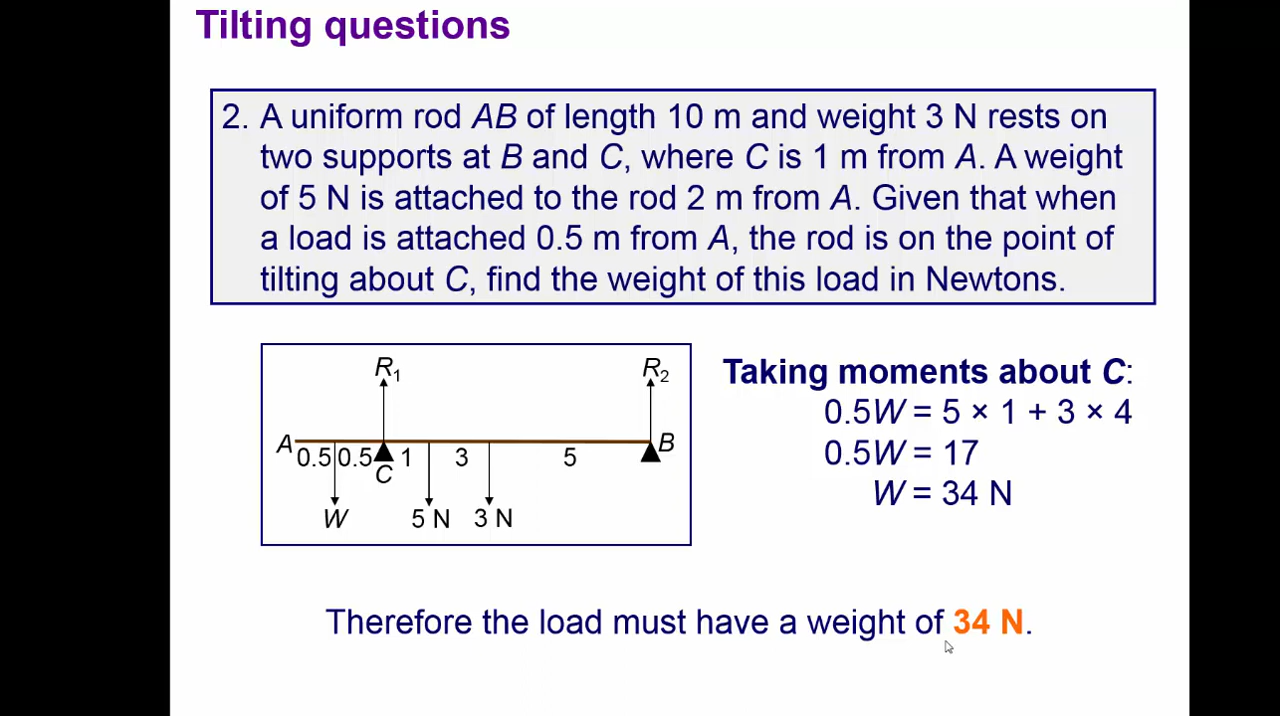 Tilting questions
2. A uniform rod AB of length 10 m and weight 3 N rests on
two supports at B and C, where C is 1 m from A. A weight
of 5 N is attached to the rod 2 m from A. Given that when
a load is attached 0.5 m from A, the rod is on the point of
tilting about C, find the weight of this load in Newtons.
R₁ R₂
A B
0.5 0.5 1 3 5
C
W 5 N 3 N
Taking moments about C:
0.5W = 5 × 1 + 3 × 4
0.5W = 17
W = 34 N
Therefore the load must have a weight of 34 N.